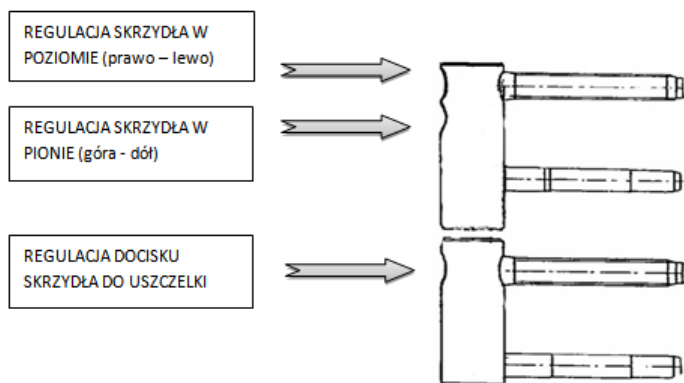 REGULACJA SKRZYDŁA W
POZIOMIE (prawo – lewo)
REGULACJA SKRZYDŁA W
PIONIE (góra - dół)
REGULACJA DOCISKU
SKRZYDŁA DO USZCZELKI